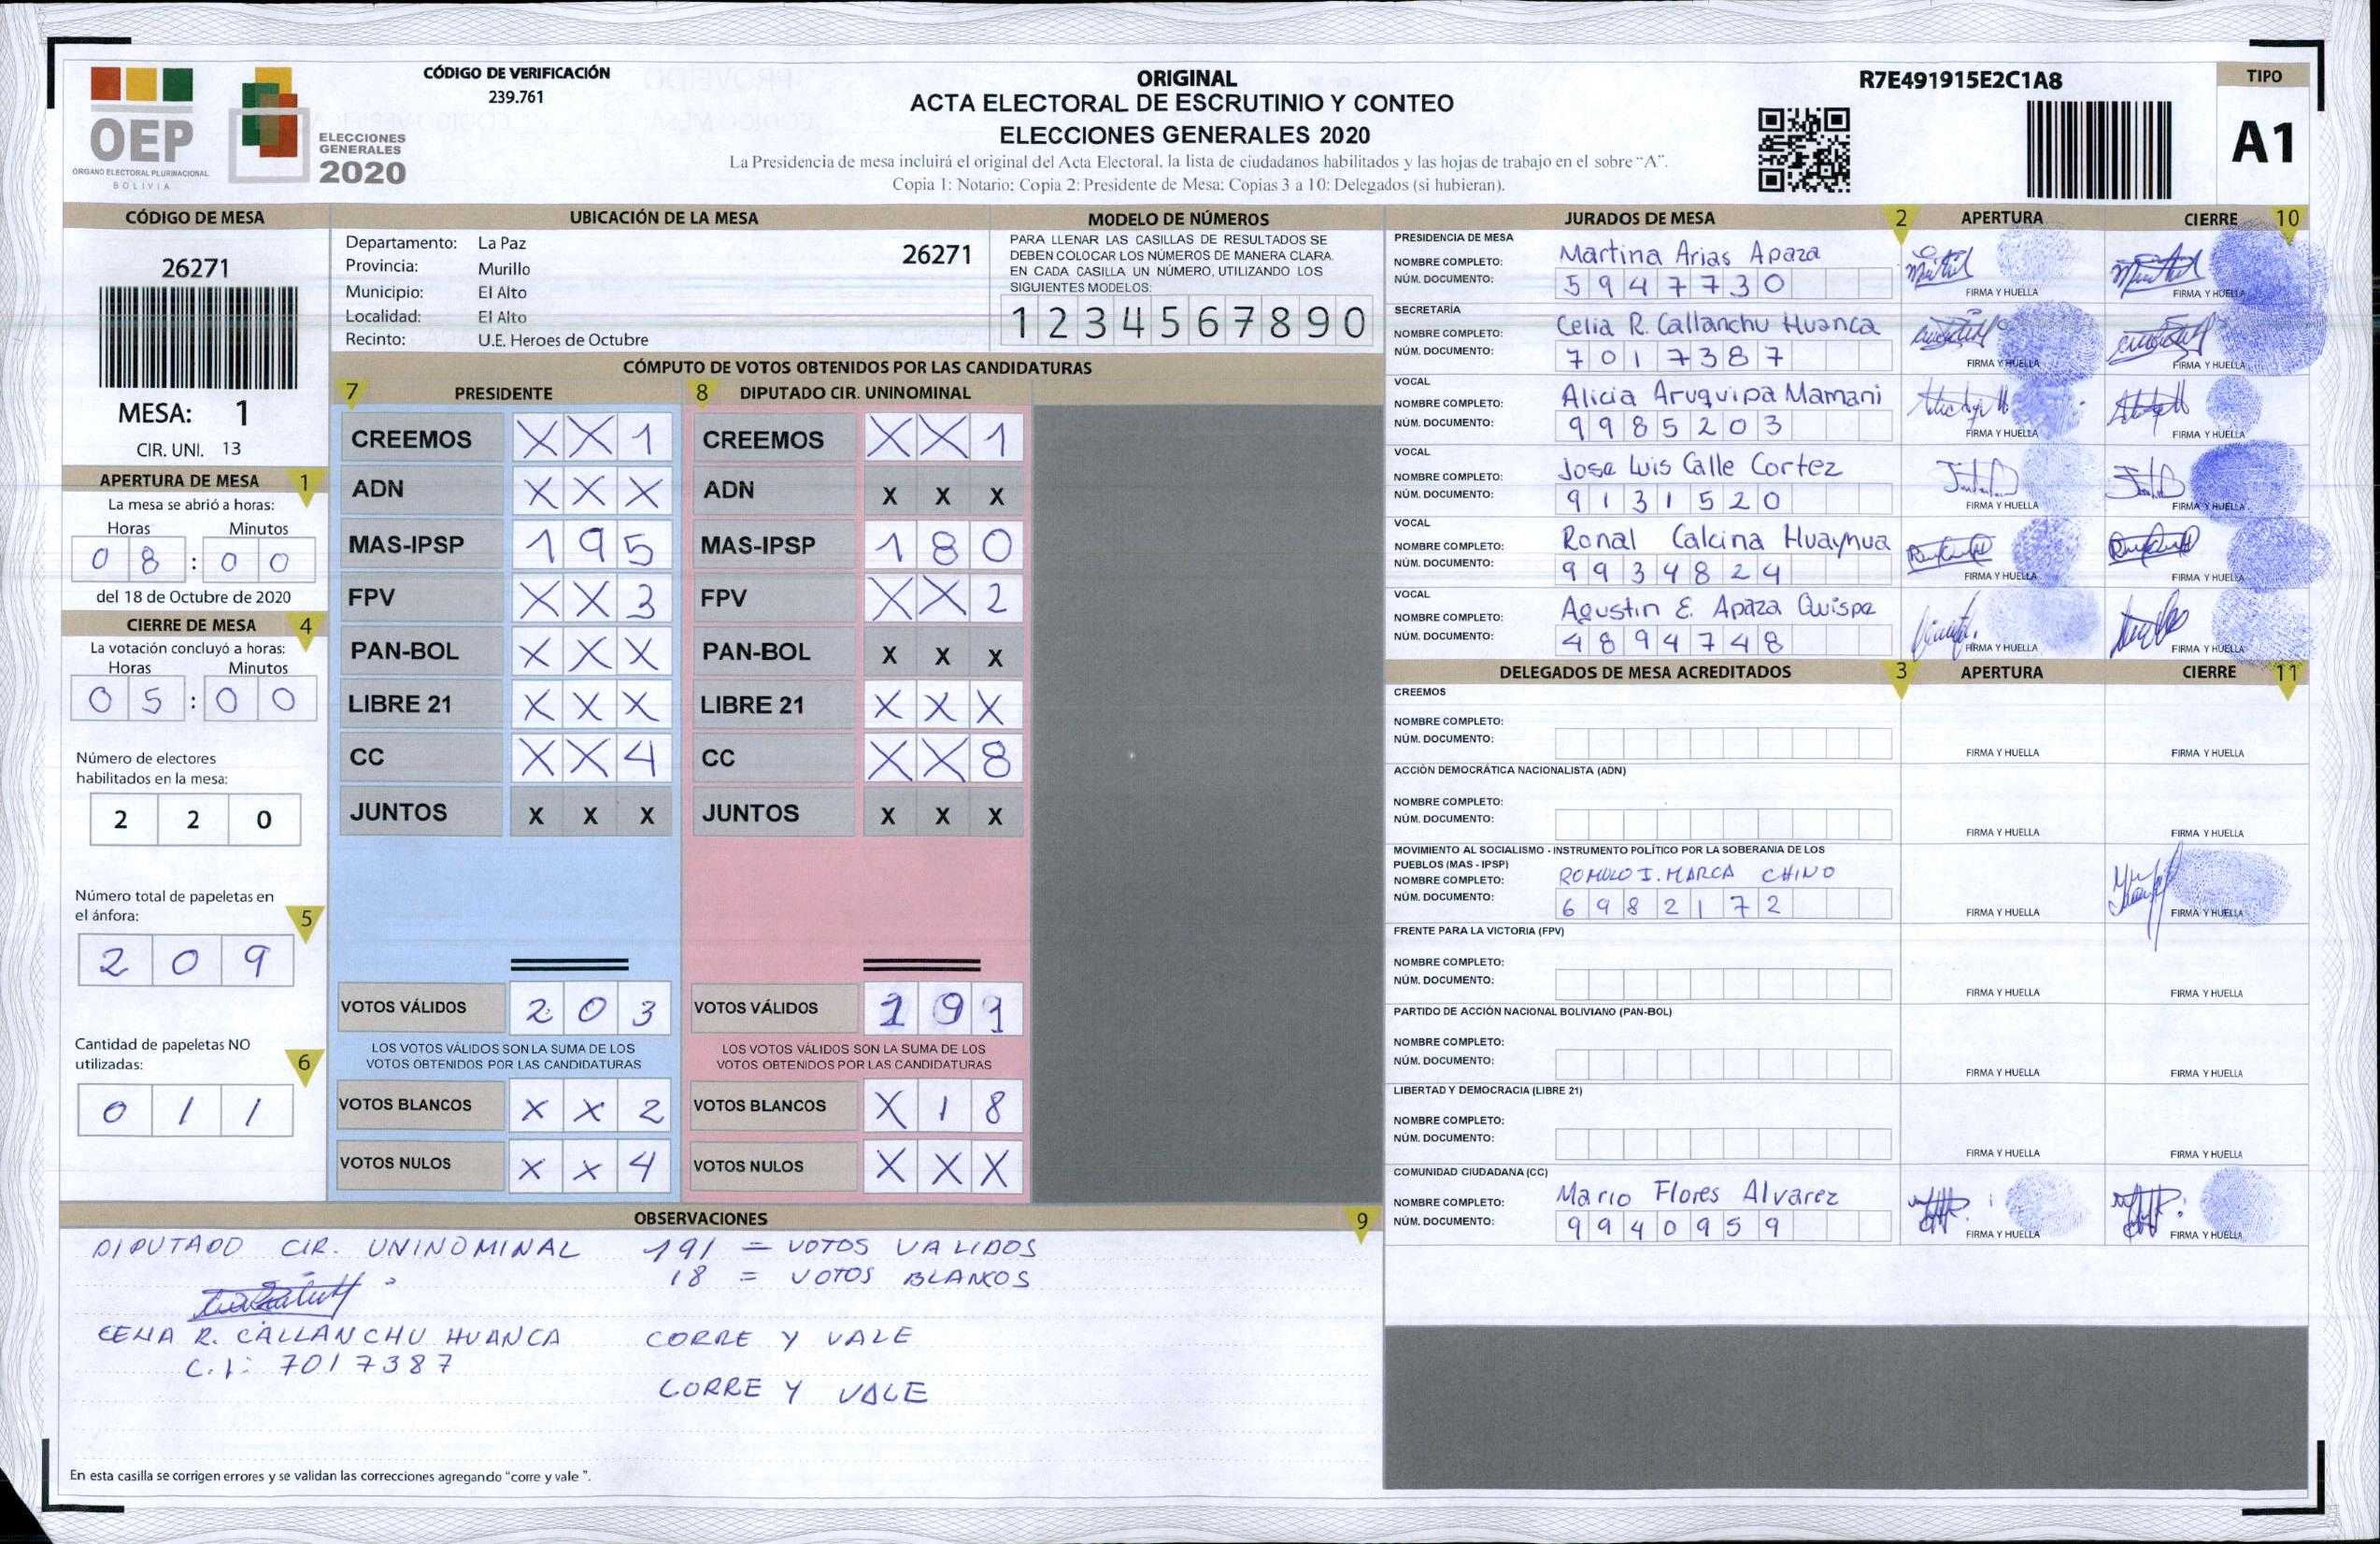 OEP
ÓRGANO ELECTORAL PLURINACIONAL
BOLIVIA
ELECCIONES
GENERALES
2020
CÓDIGO DE VERIFICACIÓN
239.761
ORIGINAL
ACTA ELECTORAL DE ESCRUTINIO Y CONTEO
ELECCIONES GENERALES 2020
La Presidencia de mesa incluirá el original del Acta Electoral, la lista de ciudadanos habilitados y las hojas de trabajo en el sobre "A".
Copia 1: Notario; Copia 2: Presidente de Mesa; Copias 3 a 10: Delegados (si hubieran).
R7E491915E2C1A8
TIPO
A1
CÓDIGO DE MESA
26271
MESA: 1
CIR. UNI. 13
APERTURA DE MESA 1
La mesa se abrió a horas:
Horas Minutos
0 8 : 0 0
del 18 de Octubre de 2020
CIERRE DE MESA 4
La votación concluyó a horas:
Horas Minutos
0 5 : 0 0
Número de electores
habilitados en la mesa:
2 2 0
Número total de papeletas en
el ánfora: 5
2 0 9
Cantidad de papeletas NO
utilizadas: 6
0 1 1
UBICACIÓN DE LA MESA
Departamento: La Paz 26271
Provincia: Murillo
Municipio: El Alto
Localidad: El Alto
Recinto: U.E. Heroes de Octubre
MODELO DE NÚMEROS
PARA LLENAR LAS CASILLAS DE RESULTADOS SE
DEBEN COLOCAR LOS NÚMEROS DE MANERA CLARA.
EN CADA CASILLA UN NÚMERO, UTILIZANDO LOS
SIGUIENTES MODELOS:
1 2 3 4 5 6 7 8 9 0
CÓMPUTO DE VOTOS OBTENIDOS POR LAS CANDIDATURAS
7 PRESIDENTE
CREEMOS X X 1
ADN X X X
MAS-IPSP 1 9 5
FPV X X 3
PAN-BOL X X X
LIBRE 21 X X X
CC X X 4
JUNTOS X X X
VOTOS VÁLIDOS 2 0 3
LOS VOTOS VÁLIDOS SON LA SUMA DE LOS
VOTOS OBTENIDOS POR LAS CANDIDATURAS
VOTOS BLANCOS X X 2
VOTOS NULOS X X 4
8 DIPUTADO CIR. UNINOMINAL
CREEMOS X X 1
ADN X X X
MAS-IPSP 1 8 0
FPV X X 2
PAN-BOL X X X
LIBRE 21 X X X
CC X X 8
JUNTOS X X X
VOTOS VÁLIDOS 1 9 1
LOS VOTOS VÁLIDOS SON LA SUMA DE LOS
VOTOS OBTENIDOS POR LAS CANDIDATURAS
VOTOS BLANCOS X 1 8
VOTOS NULOS X X X
OBSERVACIONES 9
DIPUTADO CIR. UNINOMINAL 191 = VOTOS VALIDOS
18 = VOTOS BLANCOS
CELIA R. CALLANCHU HUANCA CORRE Y VALE
C.I: 7017387
CORRE Y VALE
En esta casilla se corrigen errores y se validan las correcciones agregando "corre y vale ".
JURADOS DE MESA 2 APERTURA CIERRE 10
PRESIDENCIA DE MESA
NOMBRE COMPLETO: Martina Arias Apaza
NÚM. DOCUMENTO: 5 9 4 7 7 3 0
FIRMA Y HUELLA FIRMA Y HUELLA
SECRETARÍA
NOMBRE COMPLETO: Celia R. Callanchu Huanca
NÚM. DOCUMENTO: 7 0 1 7 3 8 7
FIRMA Y HUELLA FIRMA Y HUELLA
VOCAL
NOMBRE COMPLETO: Alicia Aruquipa Mamani
NÚM. DOCUMENTO: 9 9 8 5 2 0 3
FIRMA Y HUELLA FIRMA Y HUELLA
VOCAL
NOMBRE COMPLETO: Jose Luis Calle Cortez
NÚM. DOCUMENTO: 9 1 3 1 5 2 0
FIRMA Y HUELLA FIRMA Y HUELLA
VOCAL
NOMBRE COMPLETO: Ronal Calcina Huaynua
NÚM. DOCUMENTO: 9 9 3 4 8 2 4
FIRMA Y HUELLA FIRMA Y HUELLA
VOCAL
NOMBRE COMPLETO: Agustin E. Apaza Quispe
NÚM. DOCUMENTO: 4 8 9 4 7 4 8
FIRMA Y HUELLA FIRMA Y HUELLA
DELEGADOS DE MESA ACREDITADOS 3 APERTURA CIERRE 11
CREEMOS
NOMBRE COMPLETO:
NÚM. DOCUMENTO:
FIRMA Y HUELLA FIRMA Y HUELLA
ACCIÓN DEMOCRÁTICA NACIONALISTA (ADN)
NOMBRE COMPLETO:
NÚM. DOCUMENTO:
FIRMA Y HUELLA FIRMA Y HUELLA
MOVIMIENTO AL SOCIALISMO - INSTRUMENTO POLÍTICO POR LA SOBERANIA DE LOS
PUEBLOS (MAS - IPSP)
NOMBRE COMPLETO: ROMULO I. MARCA CHINO
NÚM. DOCUMENTO: 6 9 8 2 1 7 2
FIRMA Y HUELLA FIRMA Y HUELLA
FRENTE PARA LA VICTORIA (FPV)
NOMBRE COMPLETO:
NÚM. DOCUMENTO:
FIRMA Y HUELLA FIRMA Y HUELLA
PARTIDO DE ACCIÓN NACIONAL BOLIVIANO (PAN-BOL)
NOMBRE COMPLETO:
NÚM. DOCUMENTO:
FIRMA Y HUELLA FIRMA Y HUELLA
LIBERTAD Y DEMOCRACIA (LIBRE 21)
NOMBRE COMPLETO:
NÚM. DOCUMENTO:
FIRMA Y HUELLA FIRMA Y HUELLA
COMUNIDAD CIUDADANA (CC)
NOMBRE COMPLETO: Mario Flores Alvarez
NÚM. DOCUMENTO: 9 9 4 0 9 5 9
FIRMA Y HUELLA FIRMA Y HUELLA